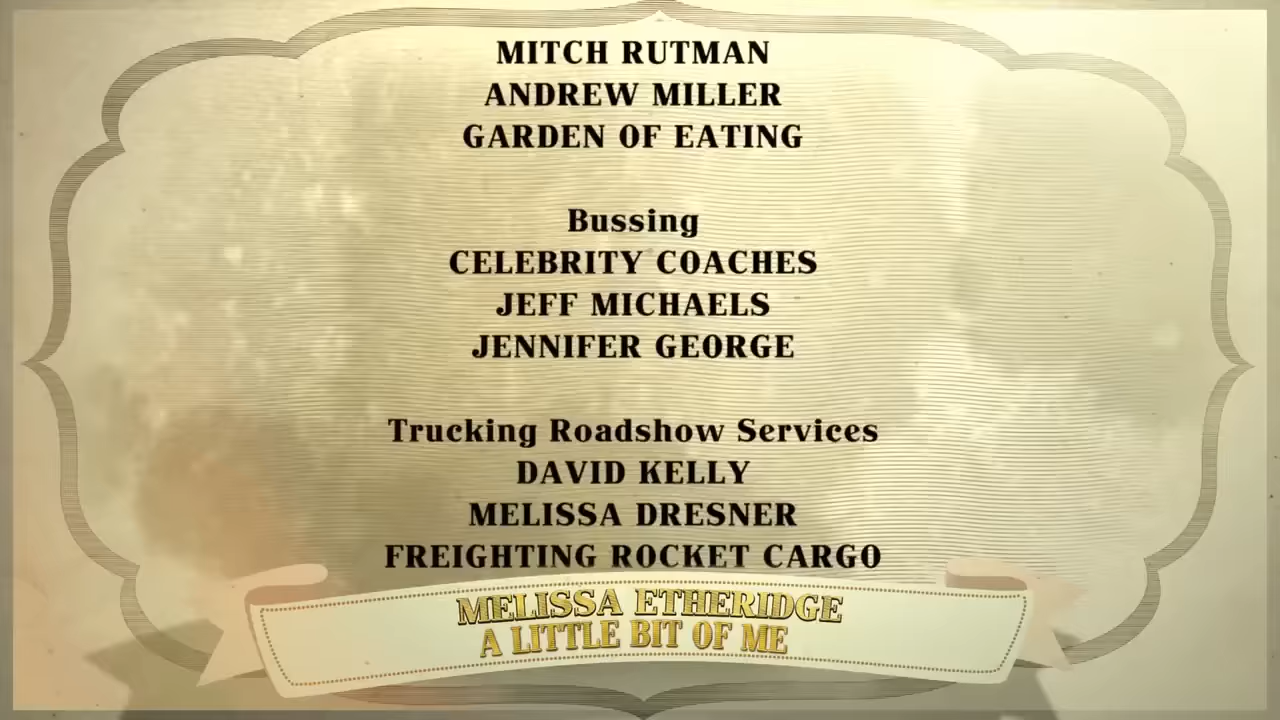 MITCH RUTMAN
ANDREW MILLER
GARDEN OF EATING
Bussing
CELEBRITY COACHES
JEFF MICHAELS
JENNIFER GEORGE
Trucking Roadshow Services
DAVID KELLY
MELISSA DRESNER
FREIGHTING ROCKET CARGO
MELISSA ETHERIDGE
A LITTLE BIT OF ME